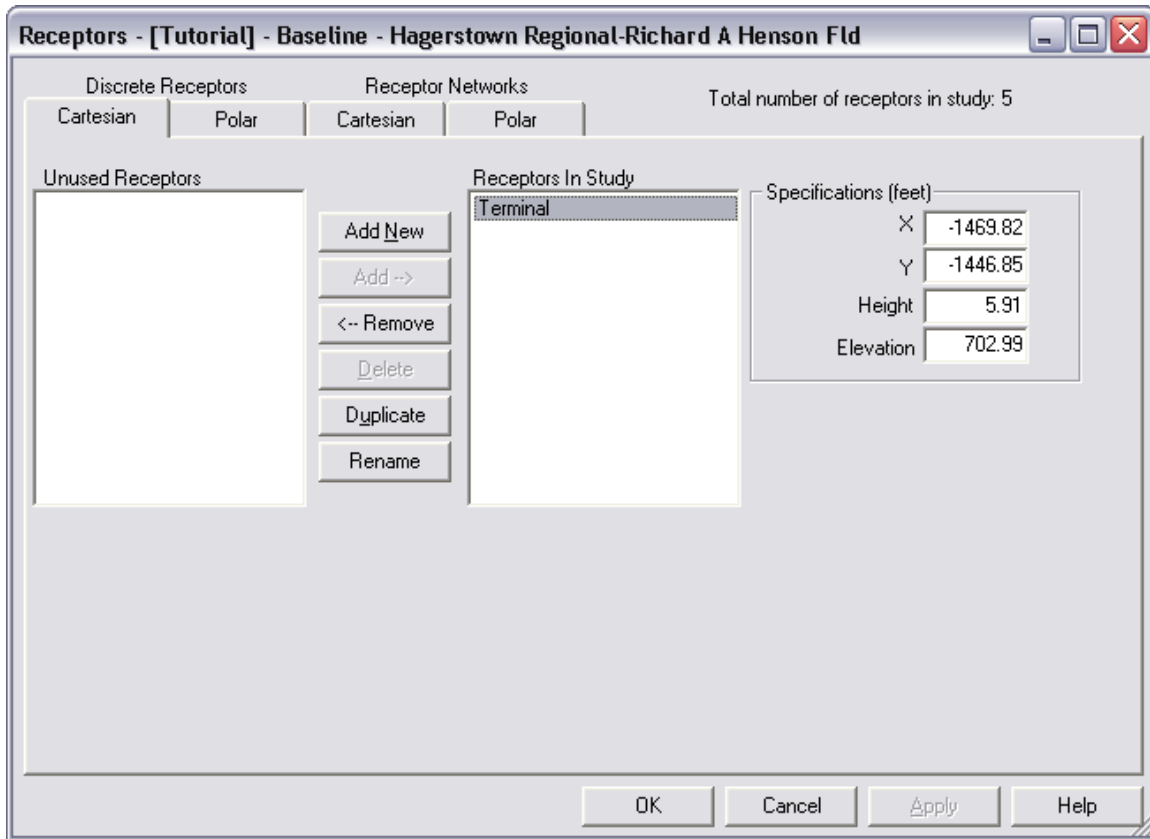 Receptors - [Tutorial] - Baseline - Hagerstown Regional-Richard A Henson Fld
Discrete Receptors
Receptor Networks
Total number of receptors in study: 5
Cartesian
Polar
Cartesian
Polar
Unused Receptors
Add New
Add -->
<-- Remove
Delete
Duplicate
Rename
Receptors In Study
Terminal
Specifications (feet)
X -1469.82
Y -1446.85
Height 5.91
Elevation 702.99
OK
Cancel
Apply
Help